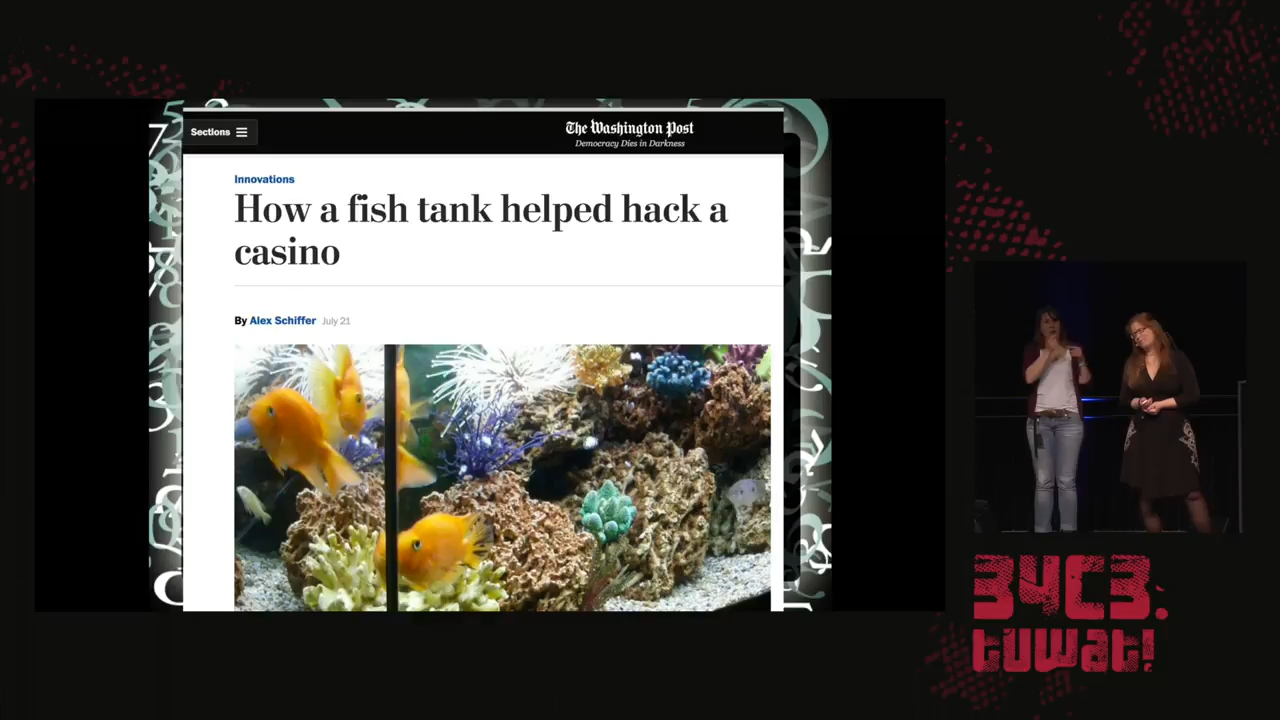 Sections
The Washington Post
Democracy Dies in Darkness
Innovations
How a fish tank helped hack a
casino
By Alex Schiffer July 21
34C3.
tuwat!